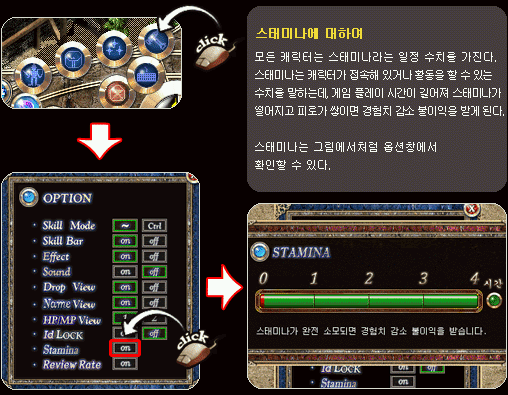 click
스태미나에 대하여
모든 캐릭터는 스태미나라는 일정 수치를 가진다.
스태미나는 캐릭터가 접속해 있거나 활동을 할 수 있는
수치를 말하는데, 게임 플레이 시간이 길어져 스태미나가
떨어지고 피로가 쌓이면 경험치 감소 불이익을 받게 된다.
스태미나는 그림에서처럼 옵션창에서
확인할 수 있다.
OPTION
Skill Mode ~ Ctrl
Skill Bar on off
Effect on off
Sound on off
Drop View on off
Name View on off
HP/MP View 2
Id LOCK off
Stamina on
Review Rate on
click
STAMINA
0 1 2 3 4 시간
스태미나가 완전 소모되면 경험치 감소 불이익을 받습니다.
Id LOCK on off
Stamina on